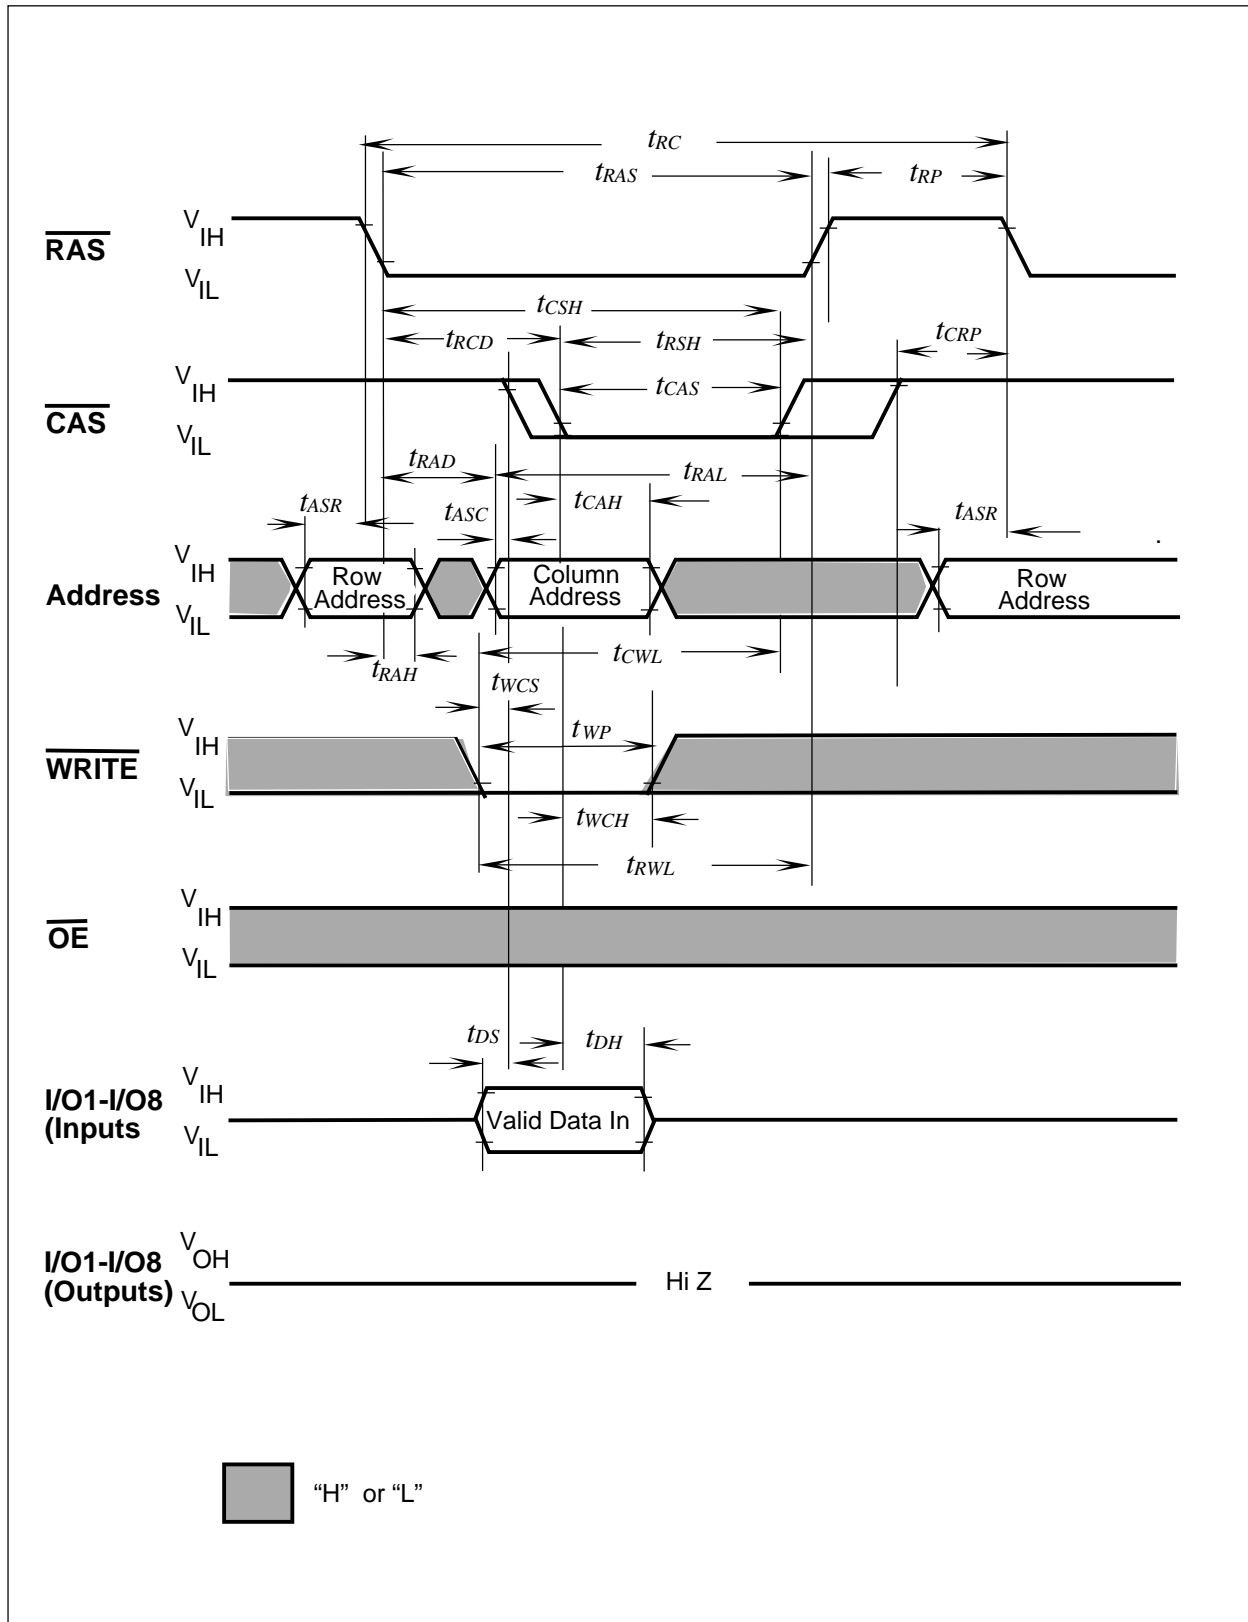 tRC
tRAS
tRP
RAS
VIH
VIL
tCSH
tRCD
tRSH
tCRP
CAS
VIH
VIL
tCAS
tRAD
tRAL
tASR
tASC
tCAH
tASR
Address
VIH
VIL
Row
Address
Column
Address
Row
Address
.
tRAH
tCWL
tWCS
tWP
WRITE
VIH
VIL
tWCH
tRWL
OE
VIH
VIL
tDS
tDH
I/O1-I/O8
(Inputs
VIH
VIL
Valid Data In
I/O1-I/O8
(Outputs)
VOH
VOL
Hi Z
“H” or “L”